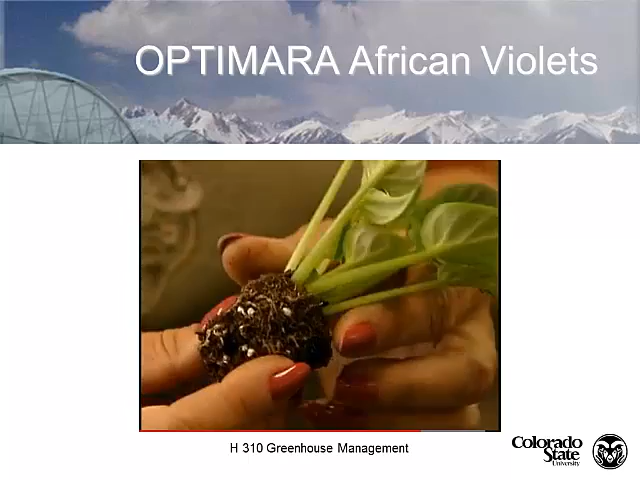 OPTIMARA African Violets
H 310 Greenhouse Management
Colorado
State
University